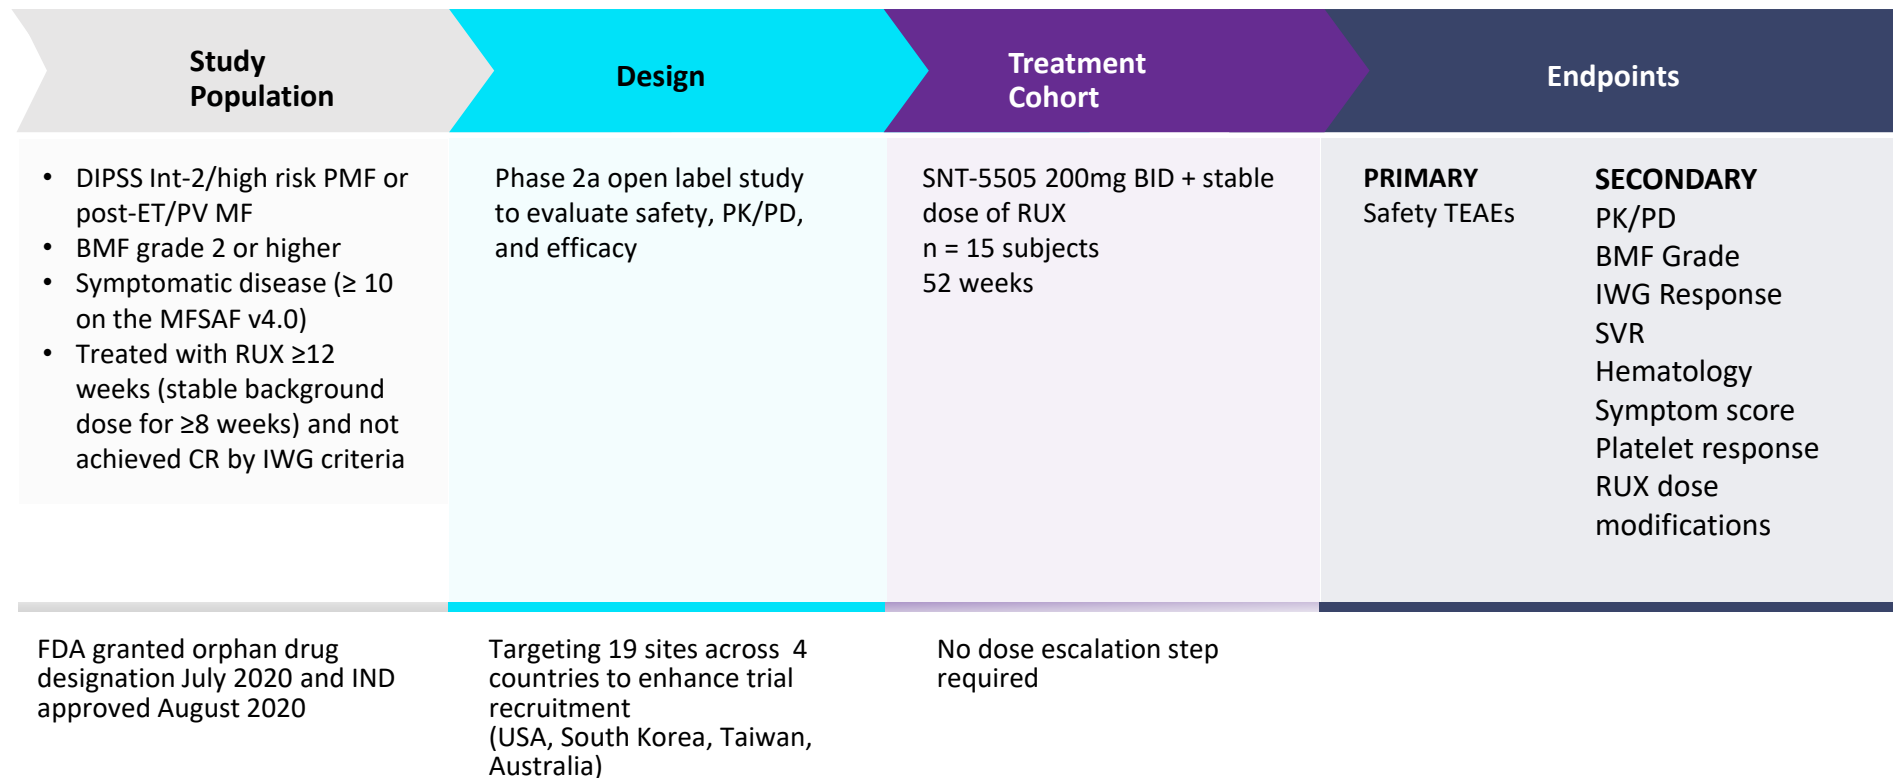 Study
Population
Design
Treatment
Cohort
Endpoints
• DIPSS Int-2/high risk PMF or
post-ET/PV MF
• BMF grade 2 or higher
• Symptomatic disease (≥ 10
on the MFSAF v4.0)
• Treated with RUX ≥12
weeks (stable background
dose for ≥8 weeks) and not
achieved CR by IWG criteria
Phase 2a open label study
to evaluate safety, PK/PD,
and efficacy
SNT-5505 200mg BID + stable
dose of RUX
n = 15 subjects
52 weeks
PRIMARY
Safety TEAEs
SECONDARY
PK/PD
BMF Grade
IWG Response
SVR
Hematology
Symptom score
Platelet response
RUX dose
modifications
FDA granted orphan drug
designation July 2020 and IND
approved August 2020
Targeting 19 sites across 4
countries to enhance trial
recruitment
(USA, South Korea, Taiwan,
Australia)
No dose escalation step
required